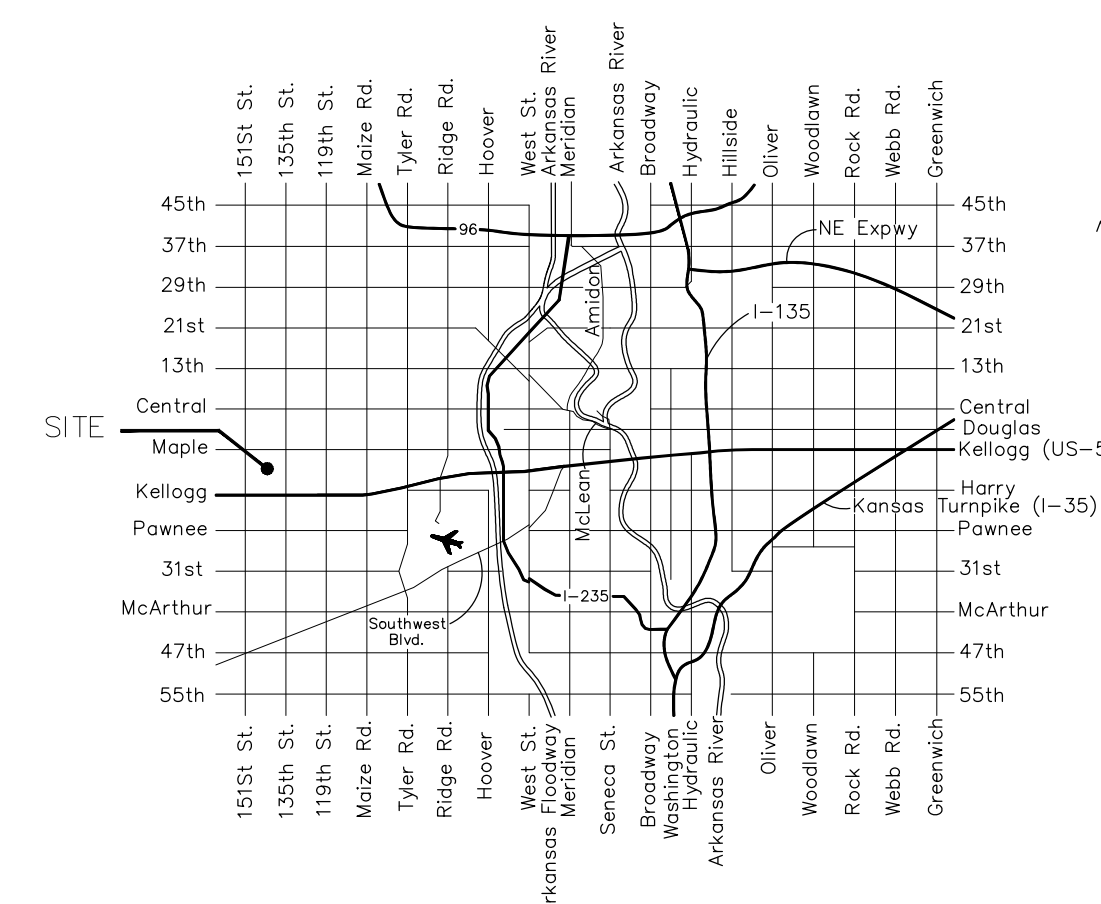 151St St.
135th St.
119th St.
Maize Rd.
Tyler Rd.
Ridge Rd.
Hoover
West St.
Arkansas River
Meridian
Arkansas River
Broadway
Hydraulic
Hillside
Oliver
Woodlawn
Rock Rd.
Webb Rd.
Greenwich
45th
45th
96
NE Expwy
37th
37th
29th
29th
Amidon
I-135
21st
21st
13th
13th
Central
Central
SITE
Douglas
Maple
Kellogg (US-5
McLean
Kellogg
Harry
Kansas Turnpike (I-35)
Pawnee
Pawnee
31st
31st
I-235
McArthur
McArthur
Southwest
Blvd.
47th
47th
55th
55th
151St St.
135th St.
119th St.
Maize Rd.
Tyler Rd.
Ridge Rd.
Hoover
West St.
rkansas Floodway
Meridian
Seneca St.
Broadway
Washington
Hydraulic
Arkansas River
Oliver
Woodlawn
Rock Rd.
Webb Rd.
Greenwich